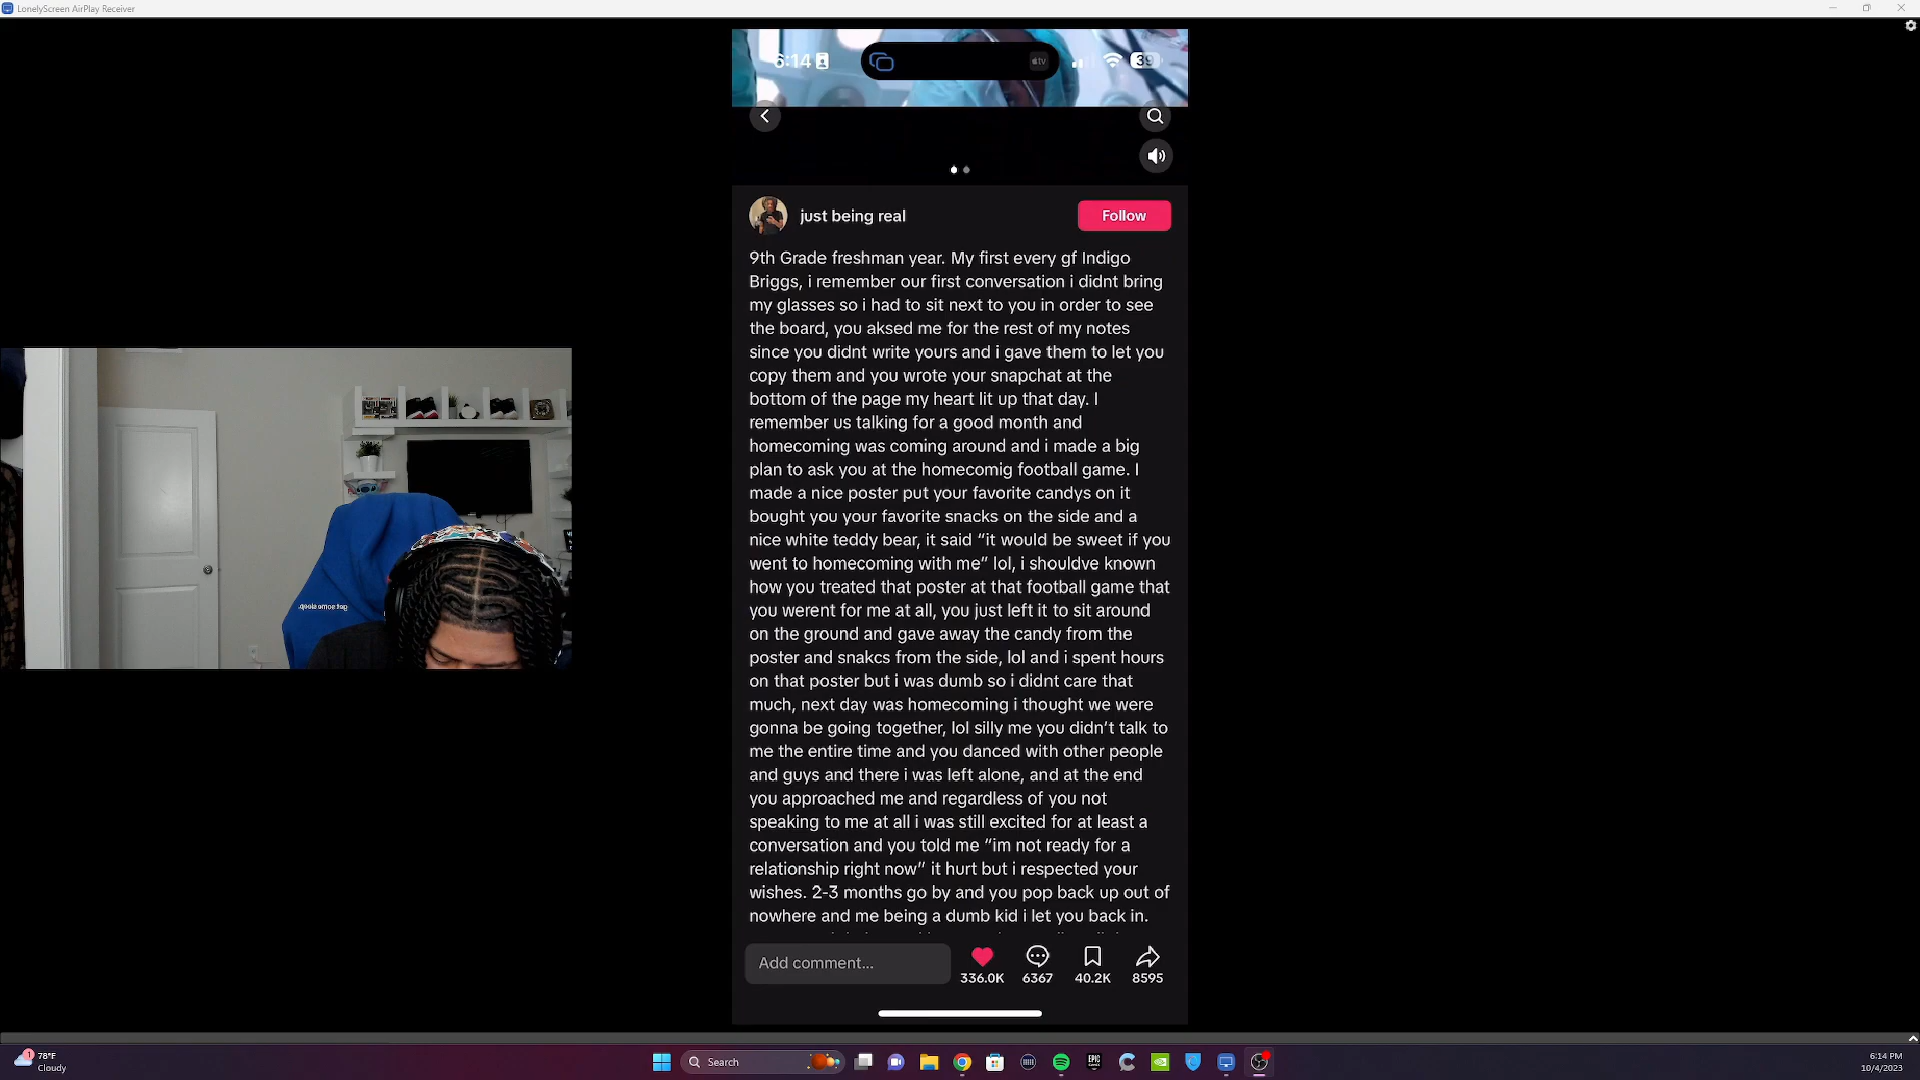 LonelyScreen AirPlay Receiver
6:14
tv
39
just being real
Follow
9th Grade freshman year. My first every gf Indigo
Briggs, i remember our first conversation i didnt bring
my glasses so i had to sit next to you in order to see
the board, you aksed me for the rest of my notes
since you didnt write yours and i gave them to let you
copy them and you wrote your snapchat at the
bottom of the page my heart lit up that day. I
remember us talking for a good month and
homecoming was coming around and i made a big
plan to ask you at the homecomig football game. I
made a nice poster put your favorite candys on it
bought you your favorite snacks on the side and a
nice white teddy bear, it said “it would be sweet if you
went to homecoming with me” lol, i shouldve known
how you treated that poster at that football game that
you werent for me at all, you just left it to sit around
on the ground and gave away the candy from the
poster and snakcs from the side, lol and i spent hours
on that poster but i was dumb so i didnt care that
much, next day was homecoming i thought we were
gonna be going together, lol silly me you didn’t talk to
me the entire time and you danced with other people
and guys and there i was left alone, and at the end
you approached me and regardless of you not
speaking to me at all i was still excited for at least a
conversation and you told me “im not ready for a
relationship right now” it hurt but i respected your
wishes. 2-3 months go by and you pop back up out of
nowhere and me being a dumb kid i let you back in.
Add comment...
336.0K
6367
40.2K
8595
get some sleep.
1
78°F
Cloudy
Search
EPIC
6:14 PM
10/4/2023